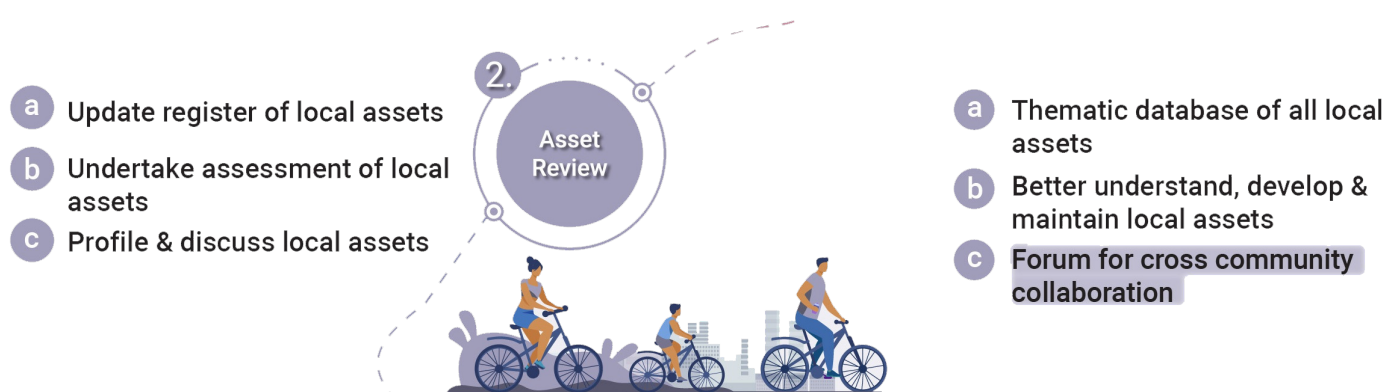 a Update register of local assets
b Undertake assessment of local
assets
c Profile & discuss local assets
2.
Asset
Review
a Thematic database of all local
assets
b Better understand, develop &
maintain local assets
c Forum for cross community
collaboration